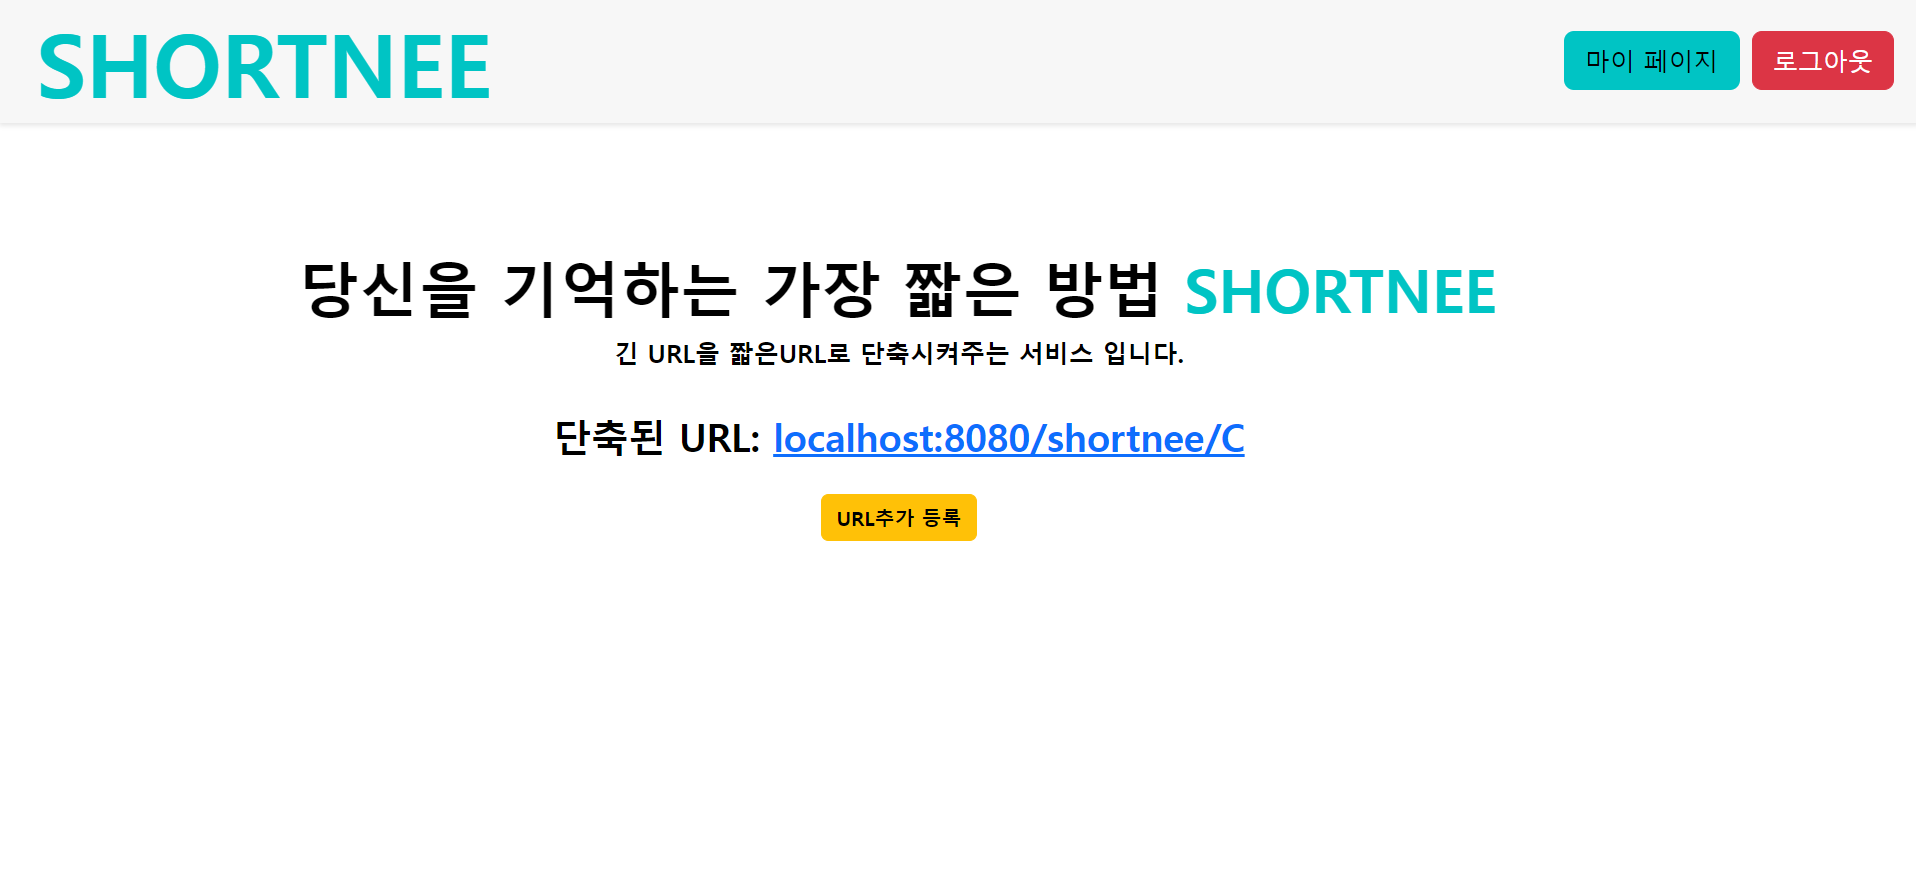 SHORTNEE
마이 페이지
로그아웃
당신을 기억하는 가장 짧은 방법 SHORTNEE
긴 URL을 짧은URL로 단축시켜주는 서비스 입니다.
단축된 URL: localhost:8080/shortnee/C
URL추가 등록